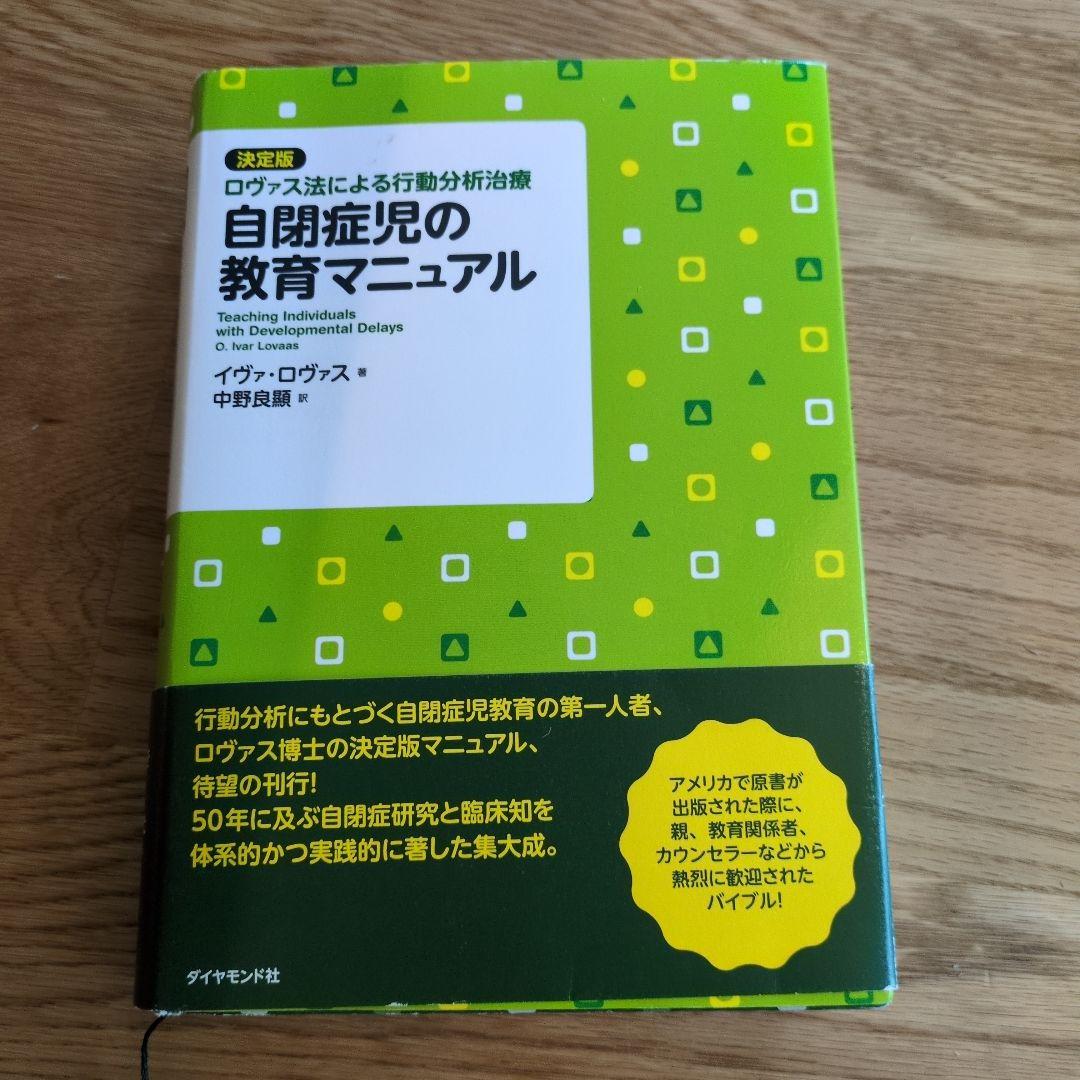 決定版
ロヴァス法による行動分析治療
自閉症児の
教育マニュアル
Teaching Individuals
with Developmental Delays
O. Ivar Lovaas
イヴァ・ロヴァス 著
中野良顯 訳
行動分析にもとづく自閉症児教育の第一人者、
ロヴァス博士の決定版マニュアル、
待望の刊行!
50年に及ぶ自閉症研究と臨床知を
体系的かつ実践的に著した集大成。
アメリカで原書が
出版された際に、
親、教育関係者、
カウンセラーなどから
熱烈に歓迎された
バイブル!
ダイヤモンド社